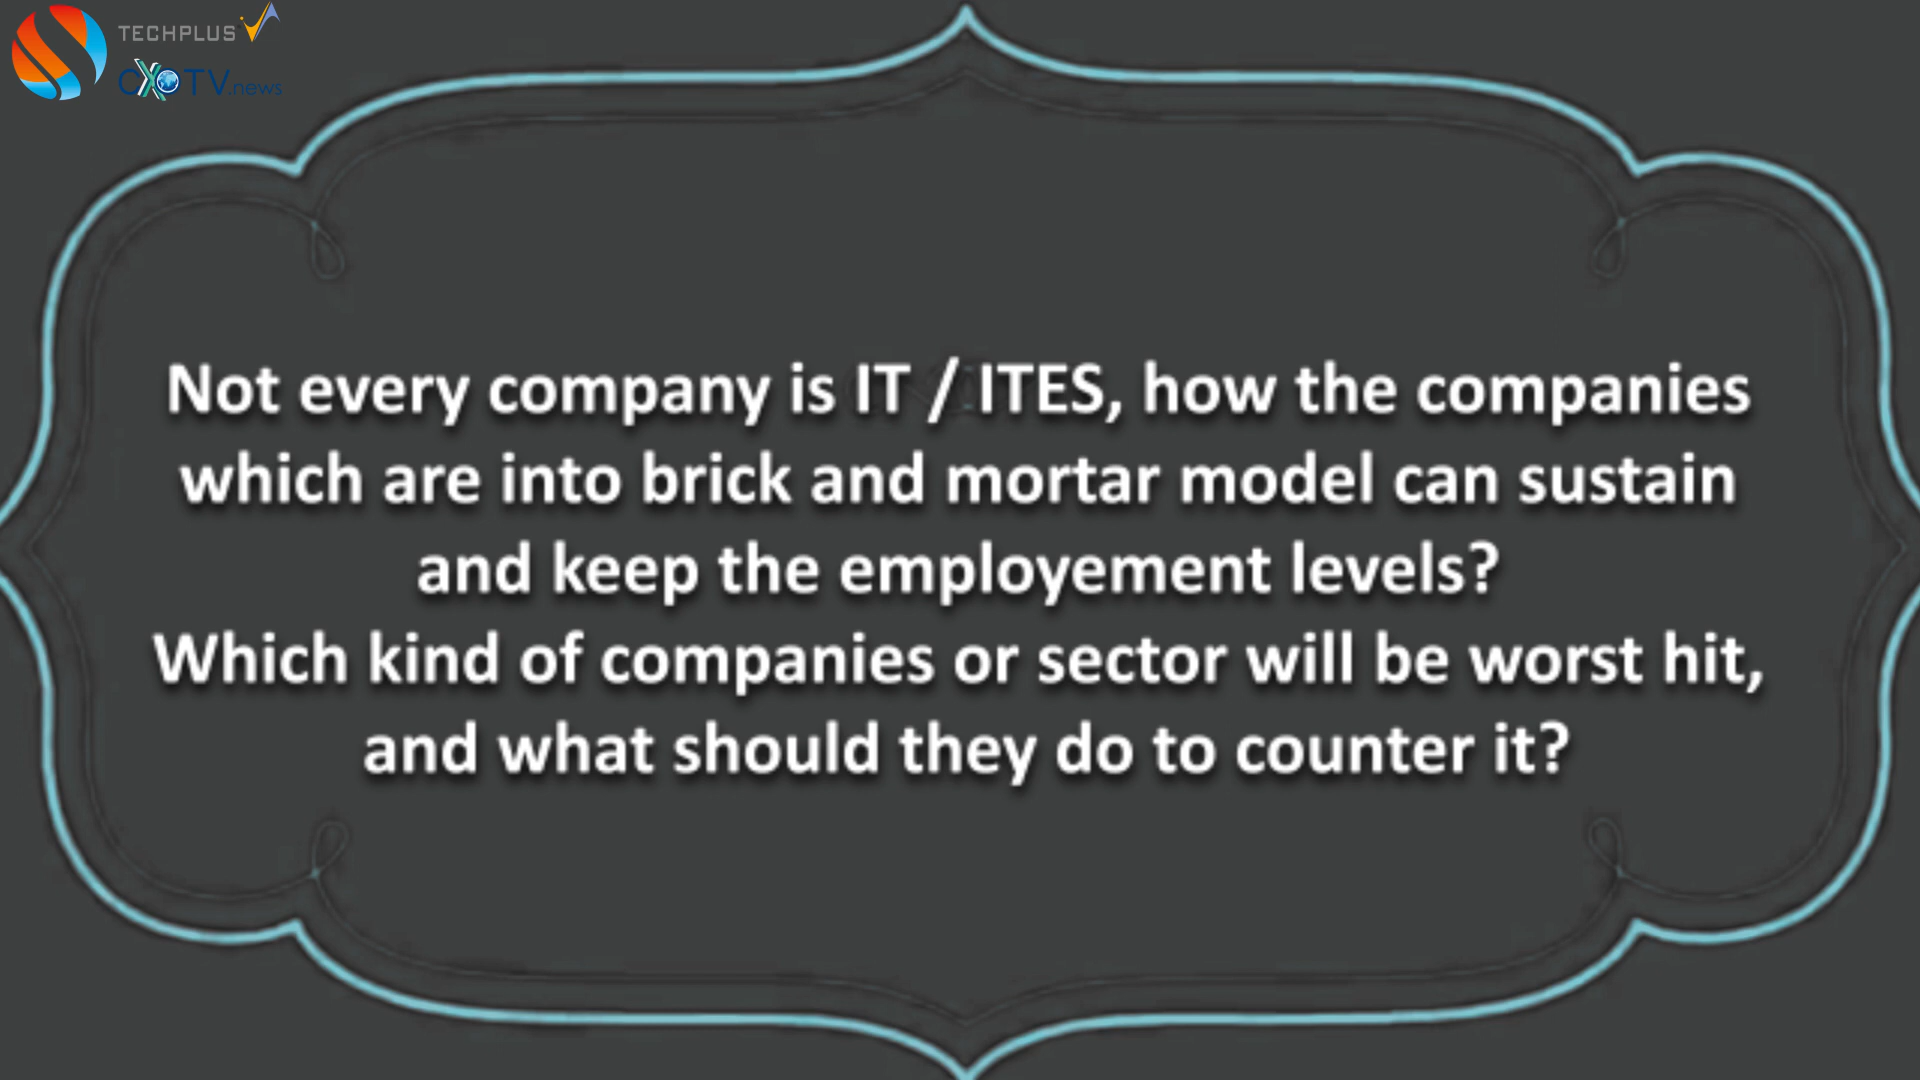 TECHPLUS
CXOTV.news
Not every company is IT / ITES, how the companies
which are into brick and mortar model can sustain
and keep the employement levels?
Which kind of companies or sector will be worst hit,
and what should they do to counter it?